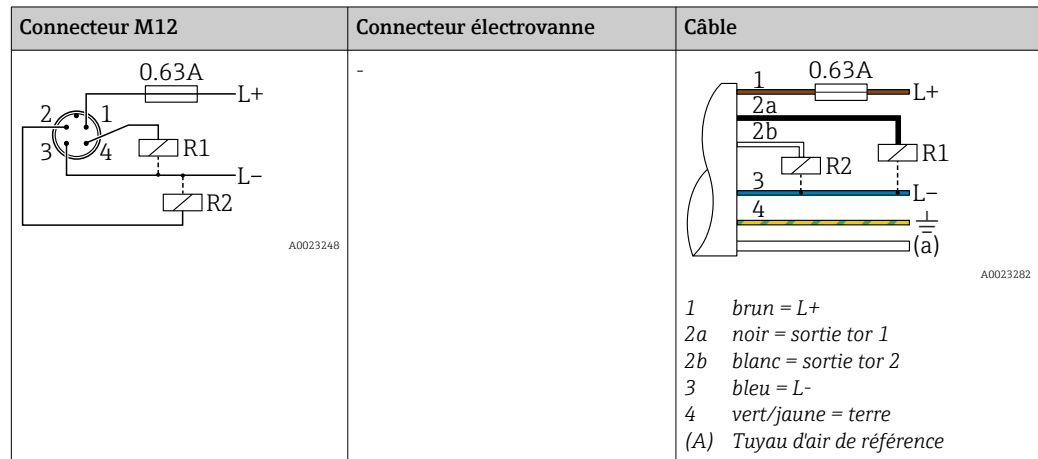 Connecteur M12
Connecteur électrovanne
Câble
0.63A
L+
2
1
3
4
R1
L–
R2
A0023248
-
1
0.63A
L+
2a
2b
R1
R2
3
L–
4
(a)
A0023282
1 brun = L+
2a noir = sortie tor 1
2b blanc = sortie tor 2
3 bleu = L-
4 vert/jaune = terre
(A) Tuyau d'air de référence